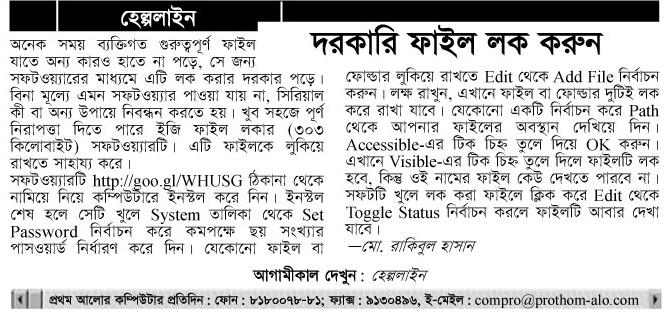 হেল্পলাইন
দরকারি ফাইল লক করুন
অনেক সময় ব্যক্তিগত গুরুত্বপূর্ণ ফাইল
যাতে অন্য কারও হাতে না পড়ে, সে জন্য
সফটওয়্যারের মাধ্যমে এটি লক করার দরকার পড়ে।
বিনা মূল্যে এমন সফটওয়্যার পাওয়া যায় না, সিরিয়াল
কী বা অন্য উপায়ে নিবন্ধন করতে হয়। খুব সহজে পূর্ণ
নিরাপত্তা দিতে পারে ইজি ফাইল লকার (৩০৩
কিলোবাইট) সফটওয়্যারটি। এটি ফাইলকে লুকিয়ে
রাখতে সাহায্য করে।
সফটওয়্যারটি http://goo.gl/WHUSG ঠিকানা থেকে
নামিয়ে নিয়ে কম্পিউটারে ইনস্টল করে নিন। ইনস্টল
শেষ হলে সেটি খুলে System তালিকা থেকে Set
Password নির্বাচন করে কমপক্ষে ছয় সংখ্যার
পাসওয়ার্ড নির্ধারণ করে দিন। যেকোনো ফাইল বা
ফোল্ডার লুকিয়ে রাখতে Edit থেকে Add File নির্বাচন
করুন। লক্ষ রাখুন, এখানে ফাইল বা ফোল্ডার দুটিই লক
করে রাখা যাবে। যেকোনো একটি নির্বাচন করে Path
থেকে আপনার ফাইলের অবস্থান দেখিয়ে দিন।
Accessible-এর টিক চিহ্ন তুলে দিয়ে OK করুন।
এখানে Visible-এর টিক চিহ্ন তুলে দিলে ফাইলটি লক
হবে, কিন্তু ওই নামের ফাইল কেউ দেখতে পারবে না।
সফটটি খুলে লক করা ফাইলে ক্লিক করে Edit থেকে
Toggle Status নির্বাচন করলে ফাইলটি আবার দেখা
যাবে।
—মো. রাকিবুল হাসান
আগামীকাল দেখুন : হেল্পলাইন
প্রথম আলোর কম্পিউটার প্রতিদিন : ফোন : ৮১৮০০৭৮-৮১; ফ্যাক্স : ৯১৩০৪৯৬, ই-মেইল : compro@prothom-alo.com